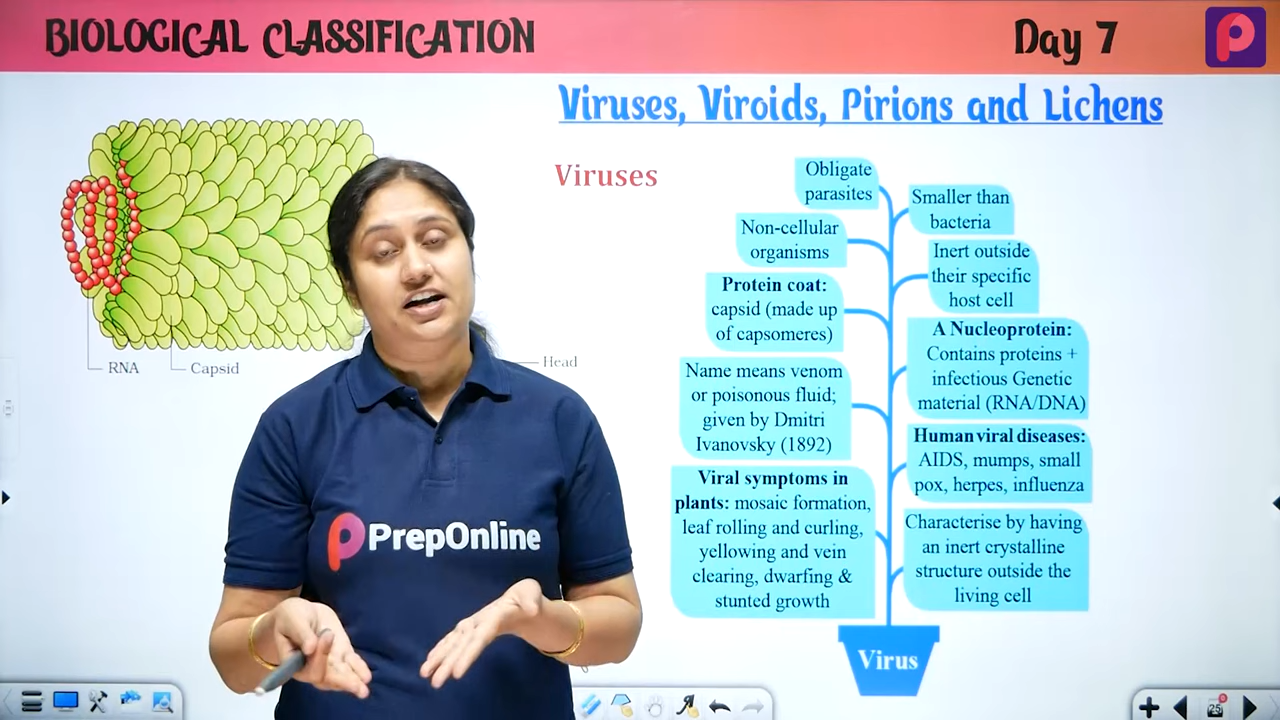 BIOLOGICAL CLASSIFICATION
Day 7
Viruses, Viroids, Pirions and Lichens
Viruses
Obligate
parasites
Smaller than
bacteria
Non-cellular
organisms
Inert outside
their specific
host cell
Protein coat:
capsid (made up
of capsomeres)
A Nucleoprotein:
Contains proteins +
infectious Genetic
material (RNA/DNA)
Name means venom
or poisonous fluid;
given by Dmitri
Ivanovsky (1892)
Human viral diseases:
AIDS, mumps, small
pox, herpes, influenza
Viral symptoms in
plants: mosaic formation,
leaf rolling and curling,
yellowing and vein
clearing, dwarfing &
stunted growth
Characterise by having
an inert crystalline
structure outside the
living cell
Virus
RNA
Capsid
Head
PrepOnline
25